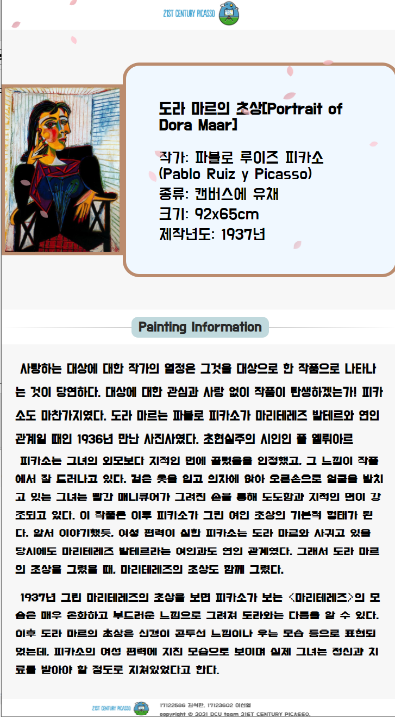 21ST CENTURY PICASSO
도라 마르의 초상[Portrait of
Dora Maar]
작가: 파블로 루이즈 피카소
(Pablo Ruiz y Picasso)
종류: 캔버스에 유채
크기: 92x65cm
제작년도: 1937년
Painting Information
사랑하는 대상에 대한 작가의 열정은 그것을 대상으로 한 작품으로 나타나
는 것이 당연하다. 대상에 대한 관심과 사랑 없이 작품이 탄생하겠는가! 피카
소도 마찬가지였다. 도라 마르는 파블로 피카소가 마리테레즈 발테르와 연인
관계일 때인 1936년 만난 사진사였다. 초현실주의 시인인 폴 엘뤼아르
피카소는 그녀의 외모보다 지적인 면에 끌렸음을 인정했고, 그 느낌이 작품
에서 잘 드러나고 있다. 검은 옷을 입고 의자에 앉아 오른손으로 얼굴을 받치
고 있는 그녀는 빨간 매니큐어가 그려진 손을 통해 도도함과 지적인 면이 강
조되고 있다. 이 작품은 이후 피카소가 그린 여인 초상의 기본적 형태가 된
다. 앞서 이야기했듯, 여성 편력이 심한 피카소는 도라 마르와 사귀고 있을
당시에도 마리테레즈 발테르라는 여인과도 연인 관계였다. 그래서 도라 마르
의 초상을 그렸을 때, 마리테레즈의 초상도 함께 그렸다.
1937년 그린 마리테레즈의 초상을 보면 피카소가 보는 <마리테레즈>의 모
습은 매우 온화하고 부드러운 느낌으로 그려져 도라와는 다름을 알 수 있다.
이후 도라 마르의 초상은 신경이 곤두선 느낌이나 우는 모습 등으로 표현되
었는데, 피카소의 여성 편력에 지친 모습으로 보이며 실제 그녀는 정신과 치
료를 받아야 할 정도로 지쳐있었다고 한다.
21ST CENTURY PICASSO
copyright © 2021 DCU team 21ST CENTURY PICASSO.